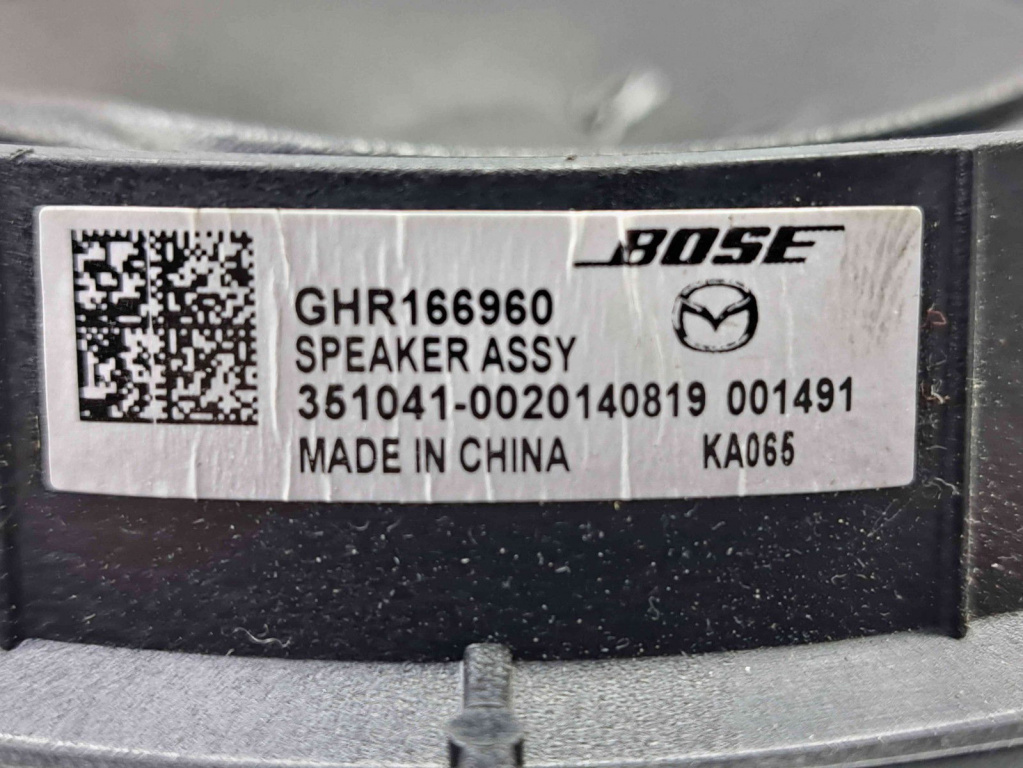 BOSE
GHR166960
SPEAKER ASSY
351041-0020140819 001491
MADE IN CHINA KA065